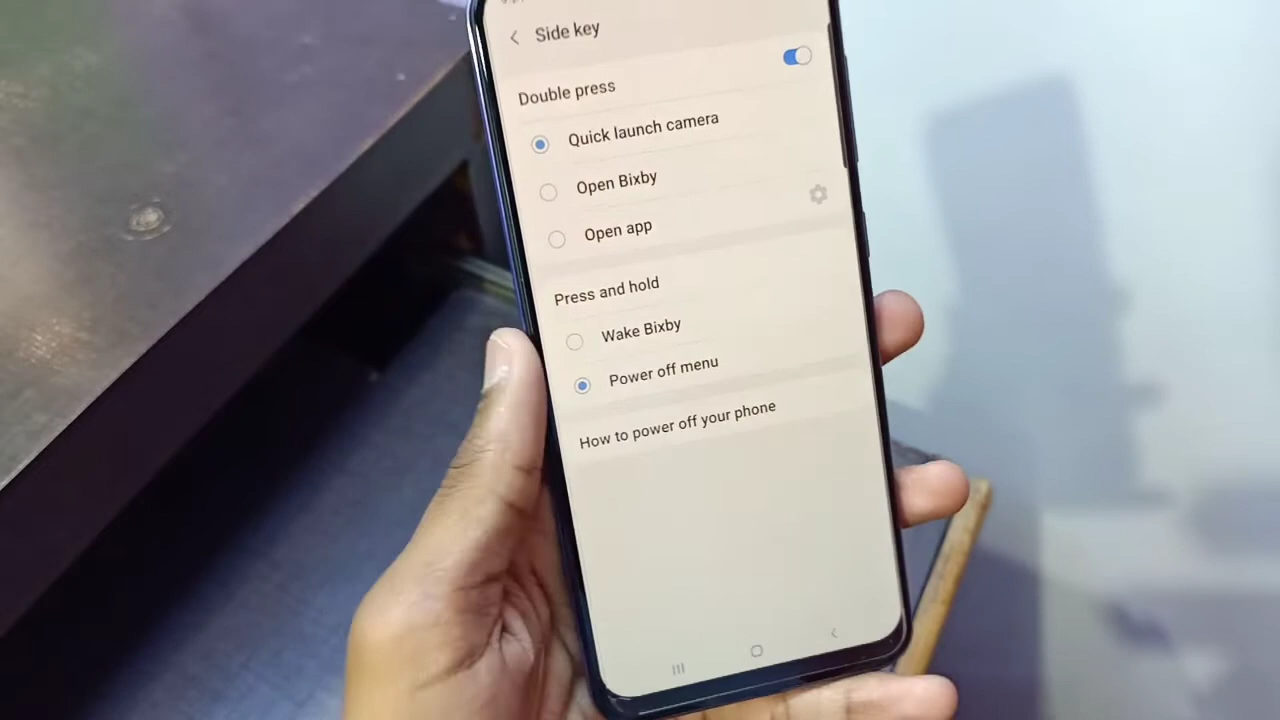 Side key
Double press
Quick launch camera
Open Bixby
Open app
Press and hold
Wake Bixby
Power off menu
How to power off your phone